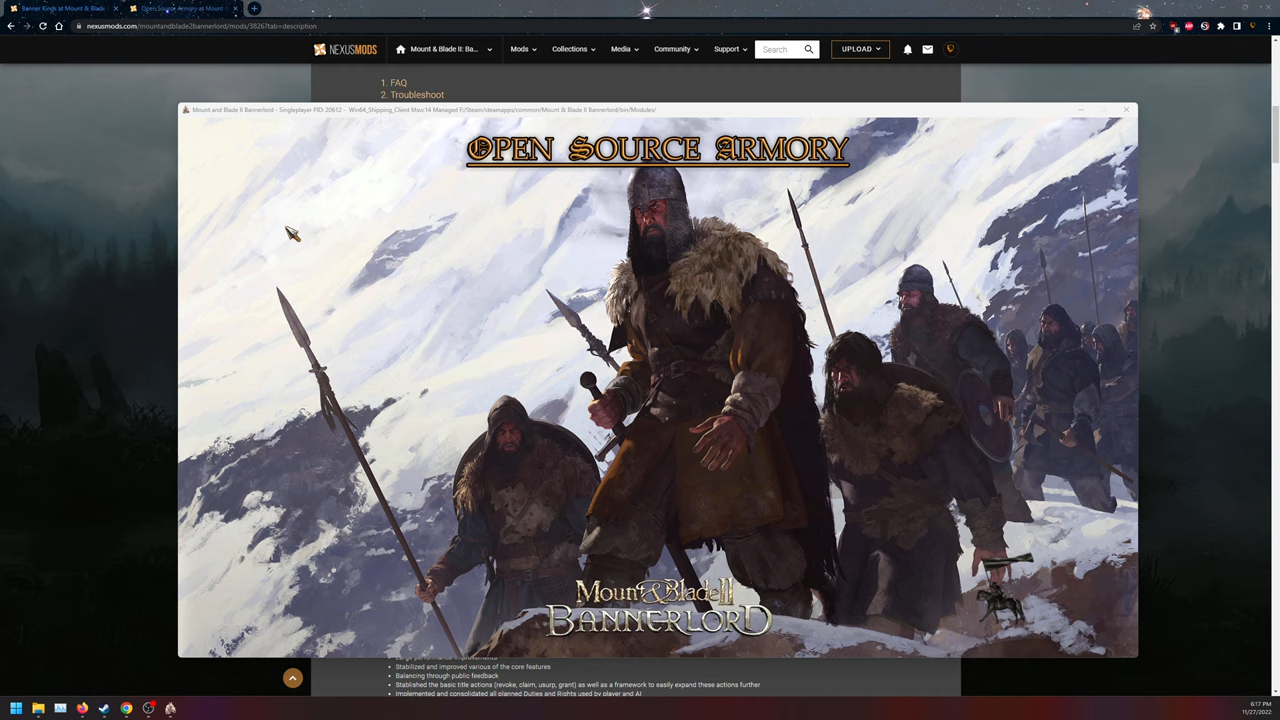 Banner Kings at Mount & Blade
Open Source Armory at Mount
nexusmods.com/mountandblade2bannerlord/mods/3826?tab=description
NEXUSMODS
Mount & Blade II: Ba...
Mods
Collections
Media
Community
Support
Search
UPLOAD
1. FAQ
2. Troubleshoot
Mount and Blade II Bannerlord - Singleplayer PID: 20612 - Win64_Shipping_Client Msvc14 Managed F:/Steam/steamapps/common/Mount & Blade II Bannerlord/bin/Modules/
OPEN SOURCE ARMORY
Mount & Blade II
BANNERLORD
Large performance improvements
Stabilized and improved various of the core features
Balancing through public feedback
Stablished the basic title actions (revoke, claim, usurp, grant) as well as a framework to easily expand these actions further
Implemented and consolidated all planned Duties and Rights used by player and AI
6:17 PM
11/27/2022